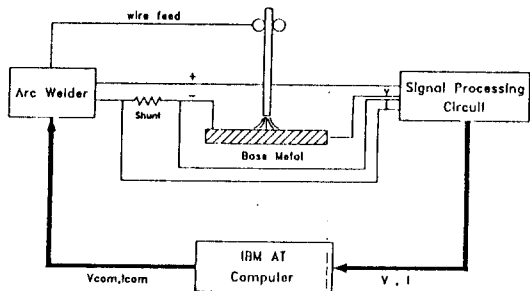 wire feed
+
Arc Welder
-
Shunt
V
I
Signal Processing
Circuit
Base Metal
IBM AT
Computer
Vcom,Icom
V , I